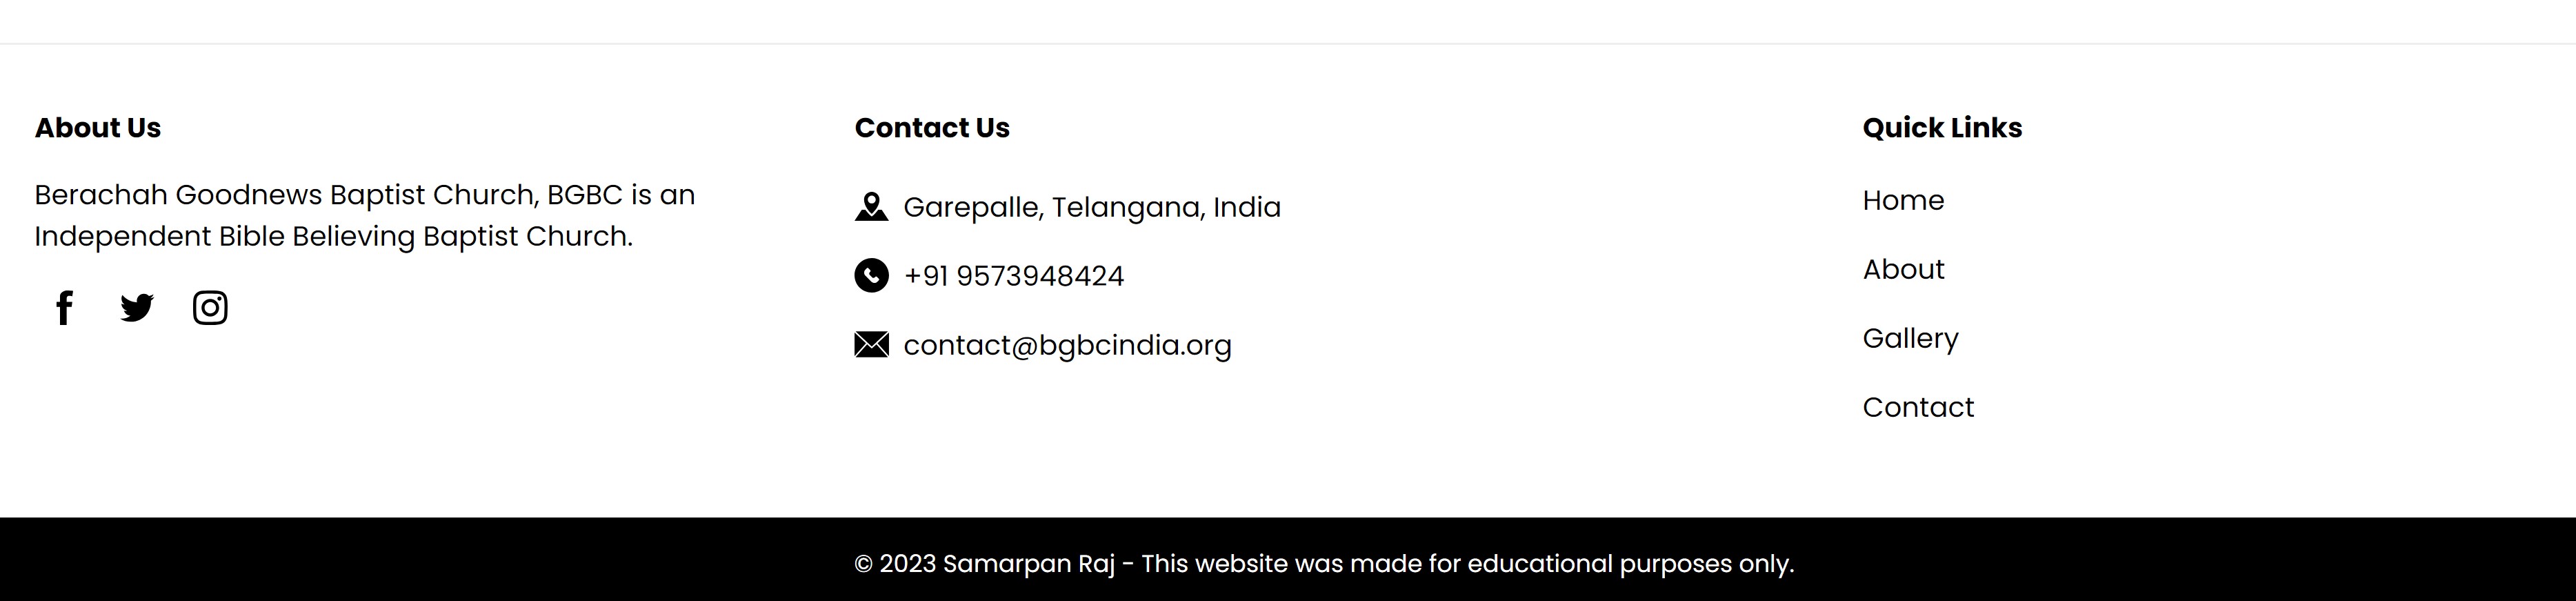 About Us
Berachah Goodnews Baptist Church, BGBC is an
Independent Bible Believing Baptist Church.
Contact Us
Garepalle, Telangana, India
+91 9573948424
contact@bgbcindia.org
Quick Links
Home
About
Gallery
Contact
© 2023 Samarpan Raj - This website was made for educational purposes only.